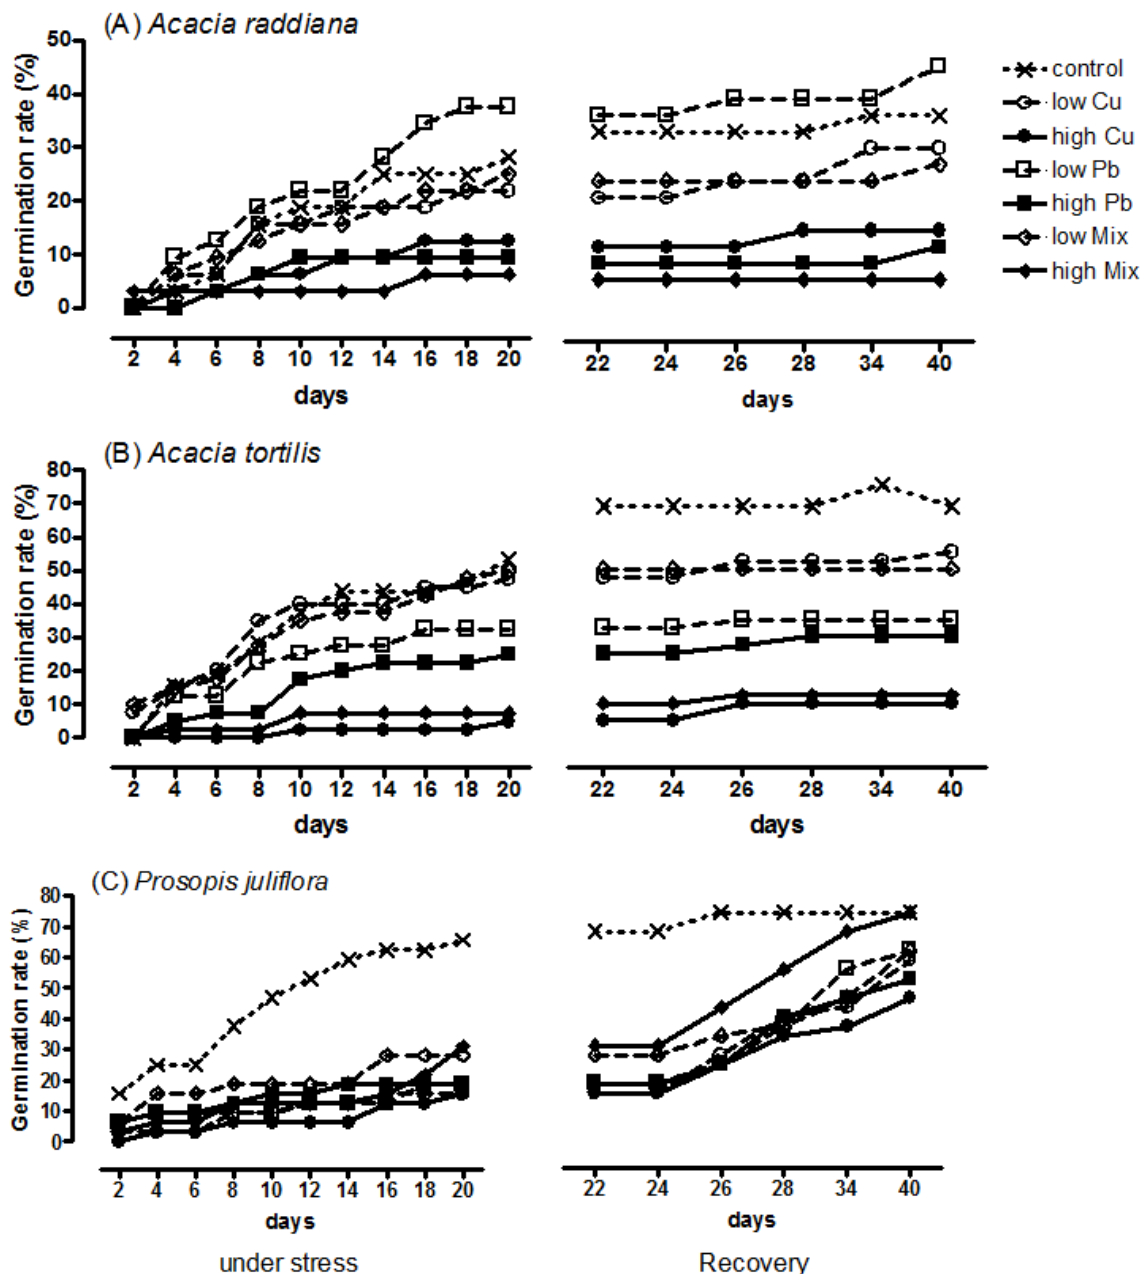 (A) Acacia raddiana
Germination rate (%)
50
40
30
20
10
0
2 4 6 8 10 12 14 16 18 20
days
22 24 26 28 34 40
days
control
low Cu
high Cu
low Pb
high Pb
low Mix
high Mix
(B) Acacia tortilis
Germination rate (%)
80
70
60
50
40
30
20
10
0
2 4 6 8 10 12 14 16 18 20
days
22 24 26 28 34 40
days
(C) Prosopis juliflora
Germination rate (%)
80
70
60
50
40
30
20
10
0
2 4 6 8 10 12 14 16 18 20
days
22 24 26 28 34 40
days
under stress
Recovery